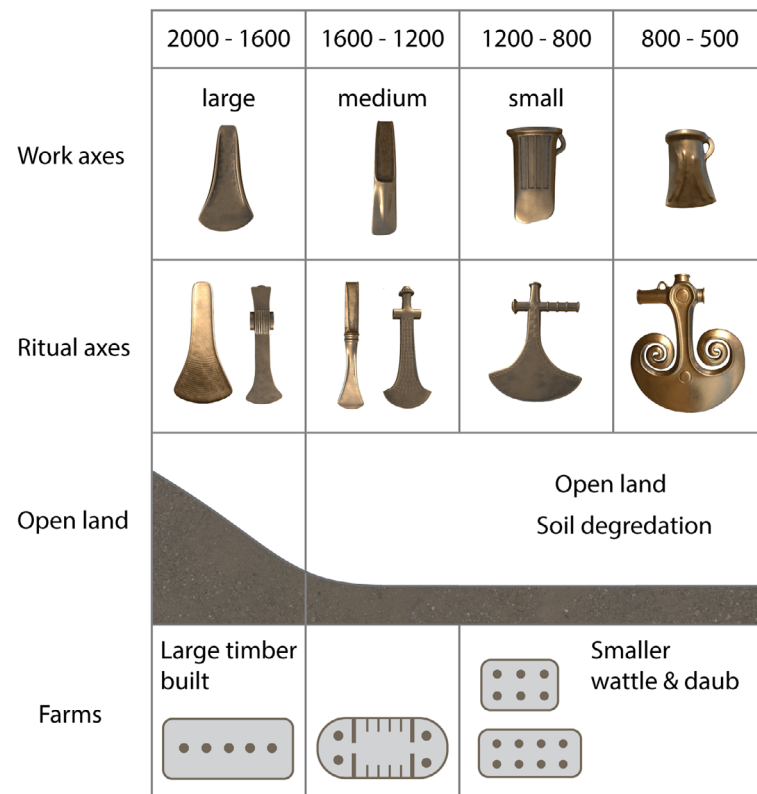 2000 - 1600
1600 - 1200
1200 - 800
800 - 500
Work axes
large
medium
small
Ritual axes
Open land
Open land
Soil degredation
Farms
Large timber
built
Smaller
wattle & daub